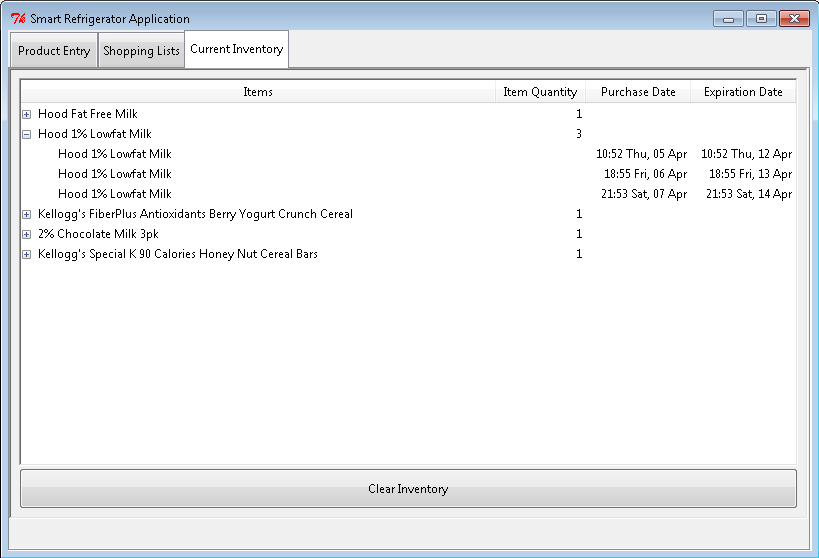 Smart Refrigerator Application
Product Entry Shopping Lists Current Inventory
Items Item Quantity Purchase Date Expiration Date
Hood Fat Free Milk 1
Hood 1% Lowfat Milk 3
Hood 1% Lowfat Milk 10:52 Thu, 05 Apr 10:52 Thu, 12 Apr
Hood 1% Lowfat Milk 18:55 Fri, 06 Apr 18:55 Fri, 13 Apr
Hood 1% Lowfat Milk 21:53 Sat, 07 Apr 21:53 Sat, 14 Apr
Kellogg's FiberPlus Antioxidants Berry Yogurt Crunch Cereal 1
2% Chocolate Milk 3pk 1
Kellogg's Special K 90 Calories Honey Nut Cereal Bars 1
Clear Inventory